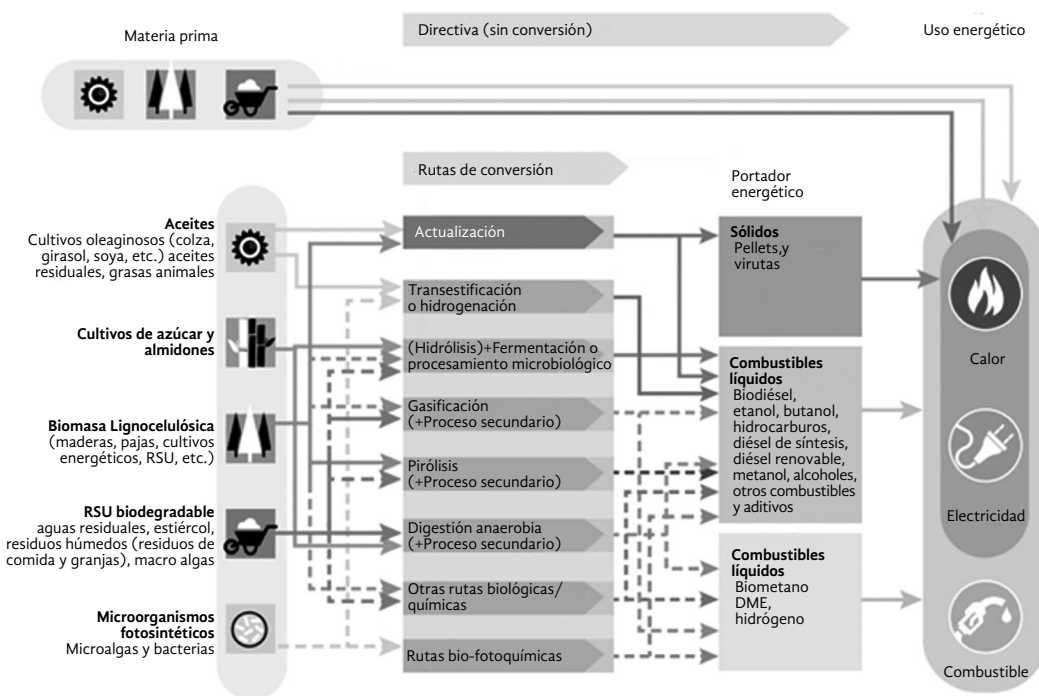 Materia prima
Directiva (sin conversión)
Uso energético
Rutas de conversión
Portador
energético
Aceites
Cultivos oleaginosos (colza,
girasol, soya, etc.) aceites
residuales, grasas animales
Cultivos de azúcar y
almidones
Biomasa Lignocelulósica
(maderas, pajas, cultivos
energéticos, RSU, etc.)
RSU biodegradable
aguas residuales, estiércol,
residuos húmedos (residuos de
comida y granjas), macro algas
Microorganismos
fotosintéticos
Microalgas y bacterias
Actualización
Transestificación
o hidrogenación
(Hidrólisis)+Fermentación o
procesamiento microbiológico
Gasificación
(+Proceso secundario)
Pirólisis
(+Proceso secundario)
Digestión anaerobia
(+Proceso secundario)
Otras rutas biológicas/
químicas
Rutas bio-fotoquímicas
Sólidos
Pellets,y
virutas
Combustibles
líquidos
Biodiésel,
etanol, butanol,
hidrocarburos,
diésel de síntesis,
diésel renovable,
metanol, alcoholes,
otros combustibles
y aditivos
Combustibles
líquidos
Biometano
DME,
hidrógeno
Calor
Electricidad
Combustible